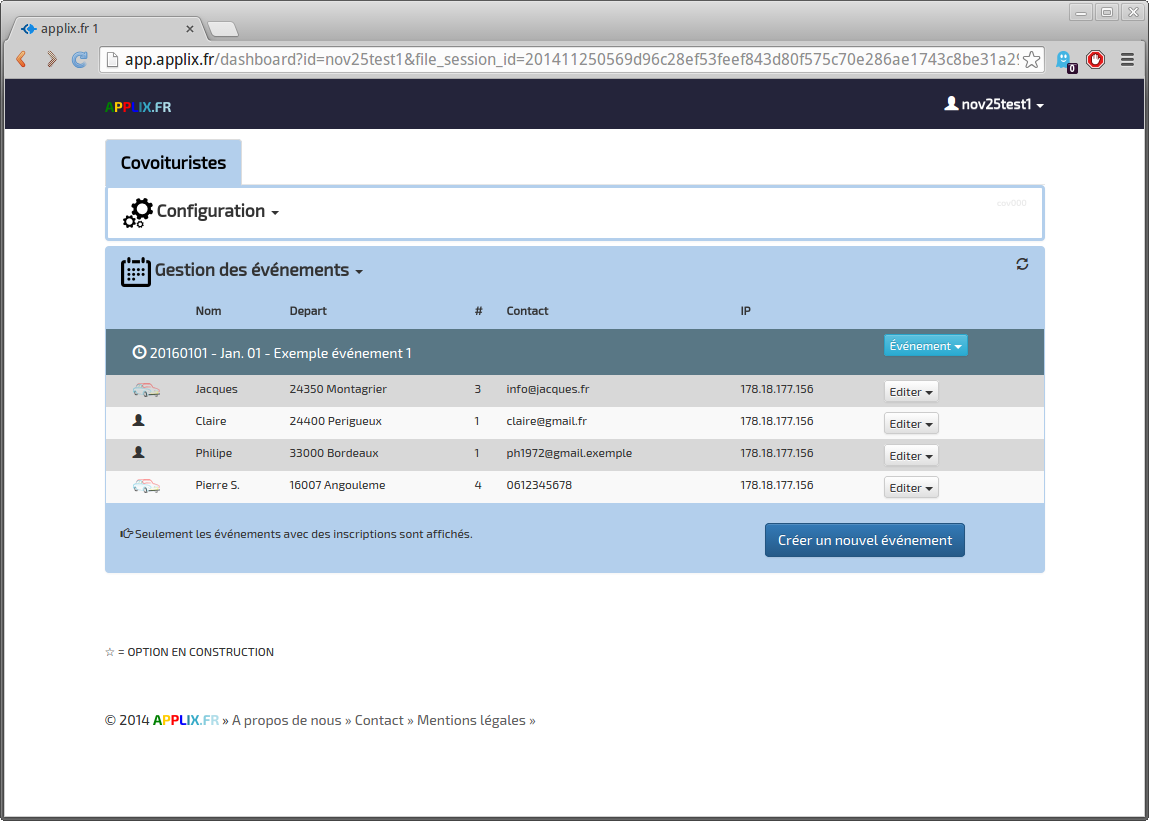 applix.fr 1
app.applix.fr/dashboard?id=nov25test1&file_session_id=201411250569d96c28ef53feef843d80f575c70e286ae1743c8be31a29
0
APPLIX.FR
nov25test1
Covoituristes
Configuration
cov000
Gestion des événements
Nom Depart # Contact IP
20160101 - Jan. 01 - Exemple événement 1 Événement
Jacques 24350 Montagrier 3 info@jacques.fr 178.18.177.156 Editer
Claire 24400 Perigueux 1 claire@gmail.fr 178.18.177.156 Editer
Philipe 33000 Bordeaux 1 ph1972@gmail.exemple 178.18.177.156 Editer
Pierre S. 16007 Angouleme 4 0612345678 178.18.177.156 Editer
Seulement les événements avec des inscriptions sont affichés.
Créer un nouvel événement
☆ = OPTION EN CONSTRUCTION
© 2014 APPLIX.FR » A propos de nous » Contact » Mentions légales »